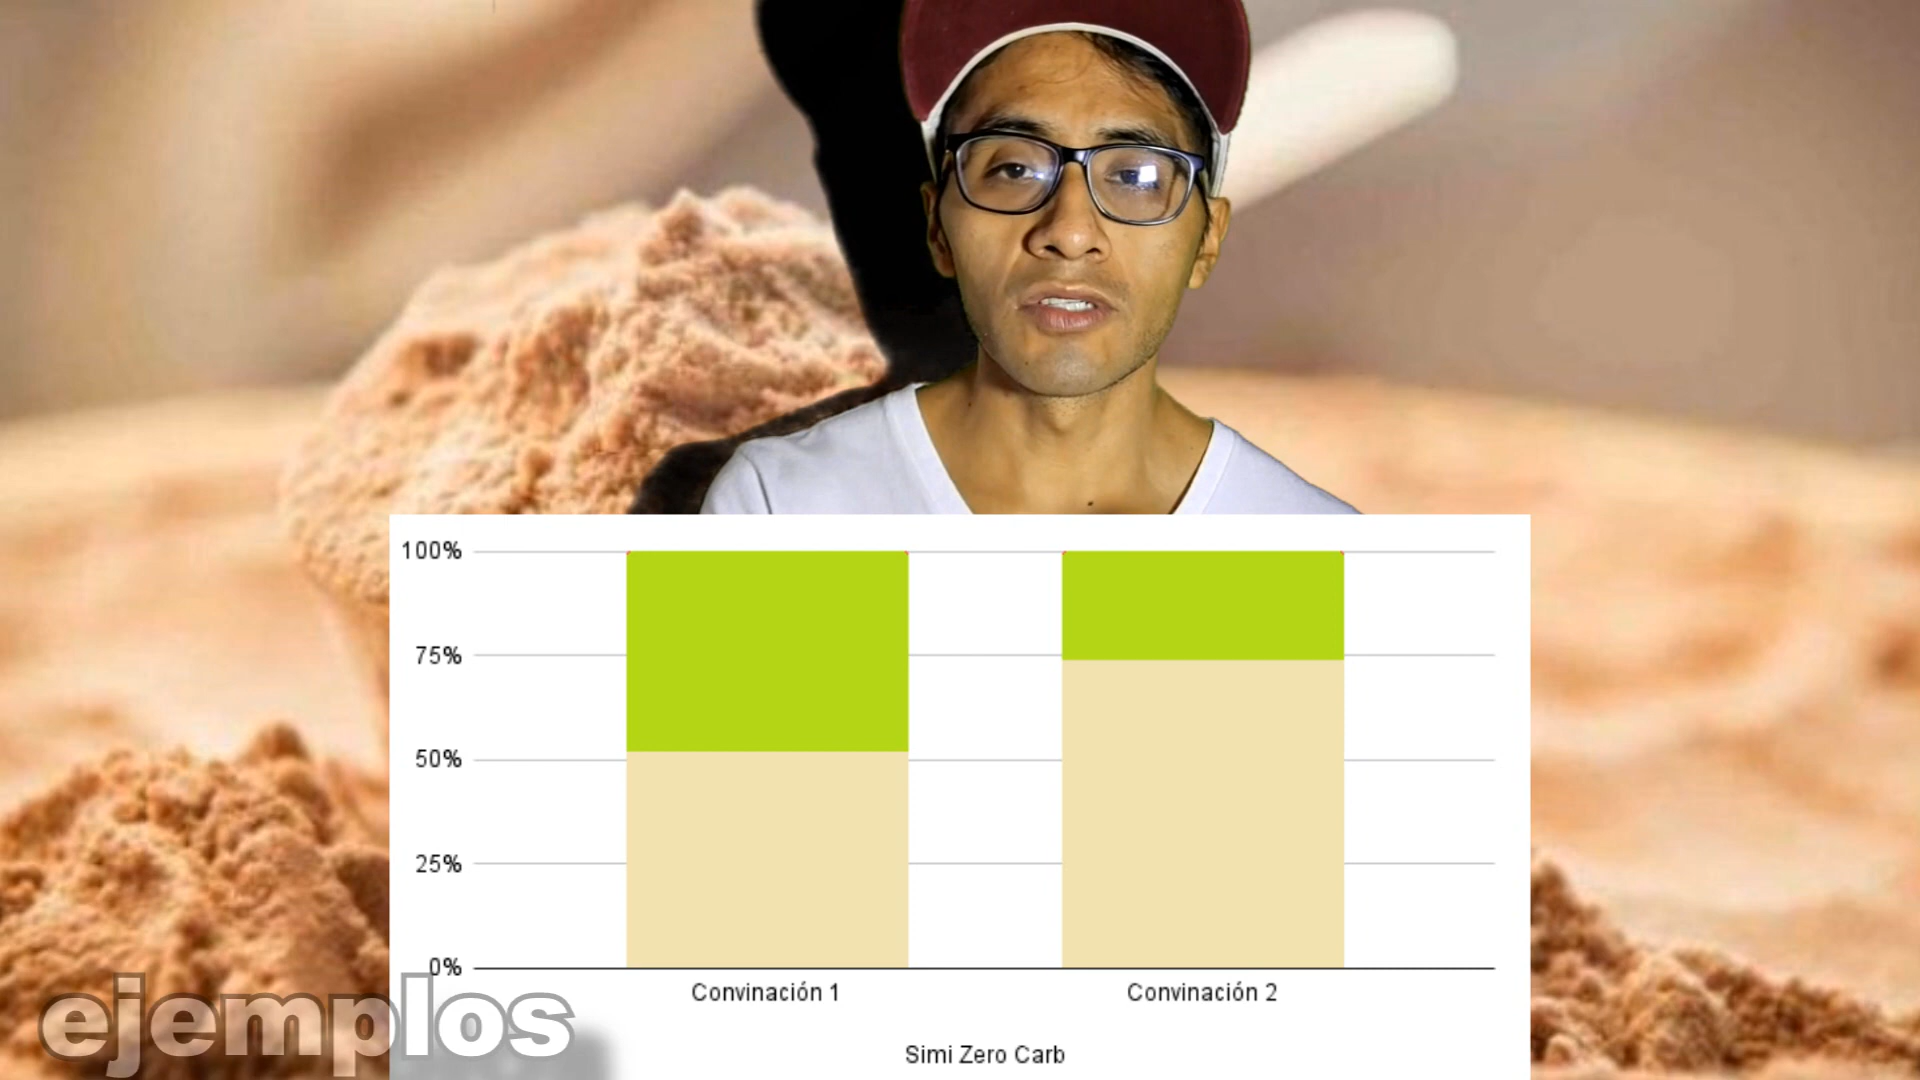 100%
75%
50%
25%
0%
Convinación 1
Convinación 2
Simi Zero Carb
ejemplos